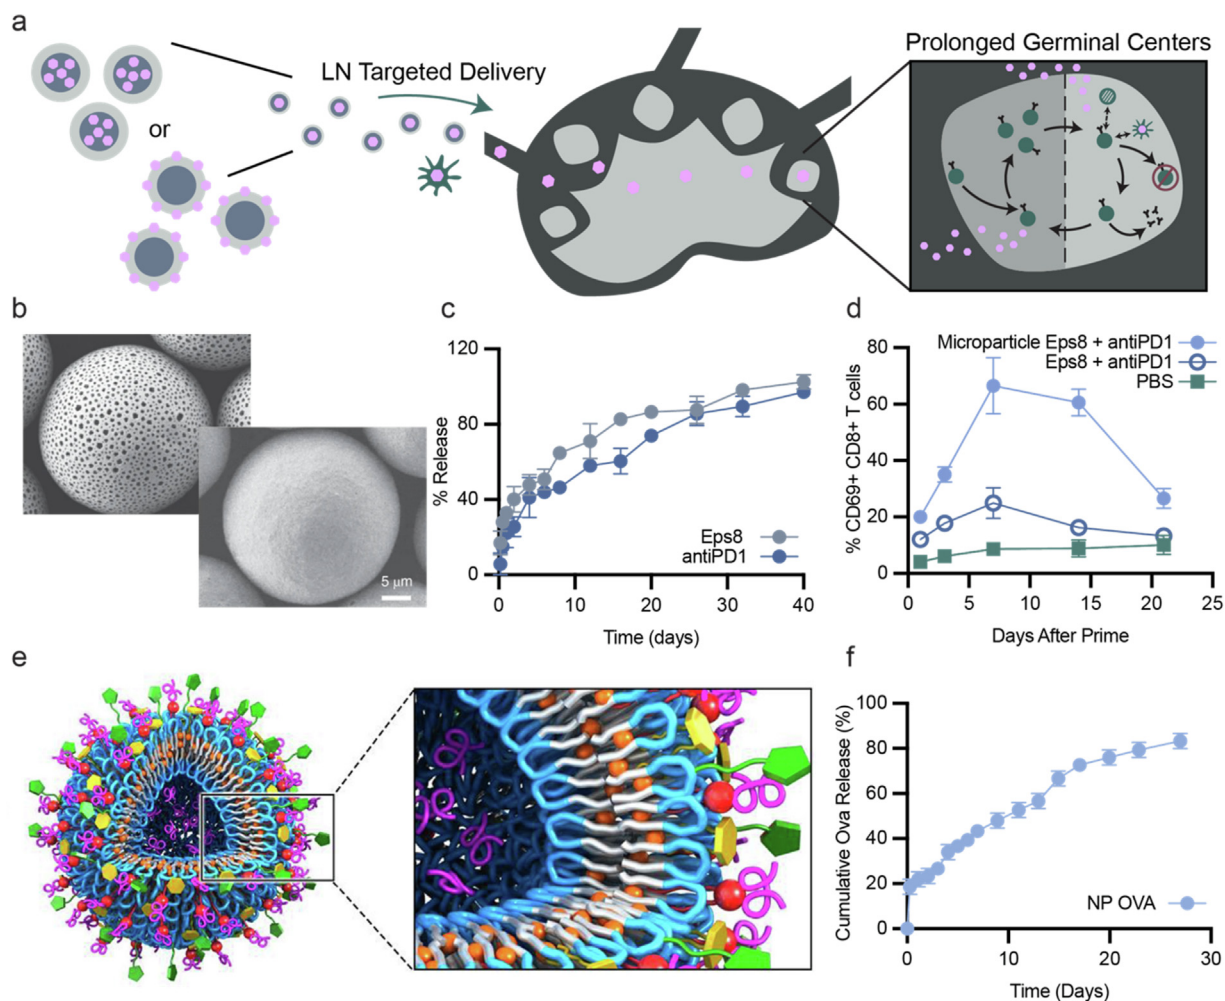 a
LN Targeted Delivery
or
Prolonged Germinal Centers
b
5 µm
c
120
80
40
0
% Release
Eps8
antiPD1
0 10 20 30 40
Time (days)
d
Microparticle Eps8 + antiPD1
Eps8 + antiPD1
PBS
80
60
40
20
0
% CD69+ CD8+ T cells
0 5 10 15 20 25
Days After Prime
e
f
100
80
60
40
20
0
Cumulative Ova Release (%)
NP OVA
0 10 20 30
Time (Days)